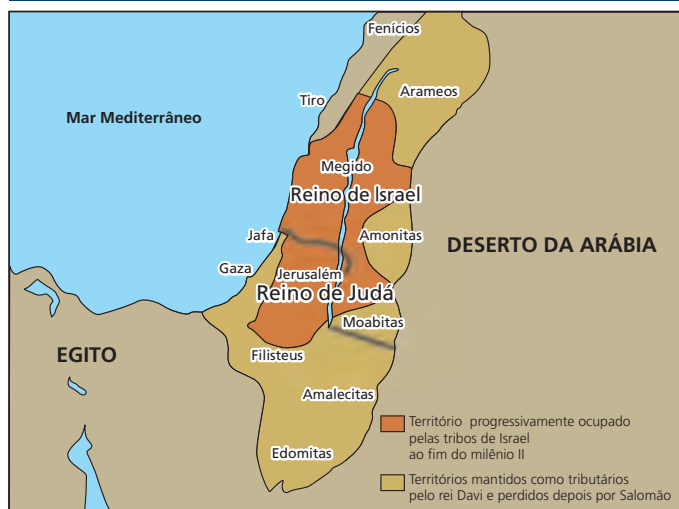 Fenícios
Arameos
Tiro
Mar Mediterrâneo
Megido
Reino de Israel
Jafa
Amonitas
DESERTO DA ARÁBIA
Gaza
Jerusalém
Reino de Judá
Moabitas
EGITO
Filisteus
Amalecitas
Edomitas
Território progressivamente ocupado
pelas tribos de Israel
ao fim do milênio II
Territórios mantidos como tributários
pelo rei Davi e perdidos depois por Salomão